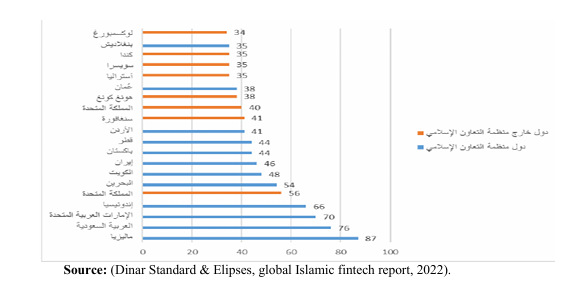 لوكسمبورغ 34
بنغلاديش 35
كندا 35
سويسرا 35
أستراليا 35
عُمان 38
هونغ كونغ 38
المملكة المتحدة 40
سنغافورة 41
الأردن 41
قطر 44
باكستان 44
إيران 46
الكويت 48
البحرين 54
المملكة المتحدة 56
إندونيسيا 66
الإمارات العربية المتحدة 70
العربية السعودية 76
ماليزيا 87
0 20 40 60 80 100
دول خارج منظمة التعاون الإسلامي
دول منظمة التعاون الإسلامي
Source: (Dinar Standard & Elipses, global Islamic fintech report, 2022).